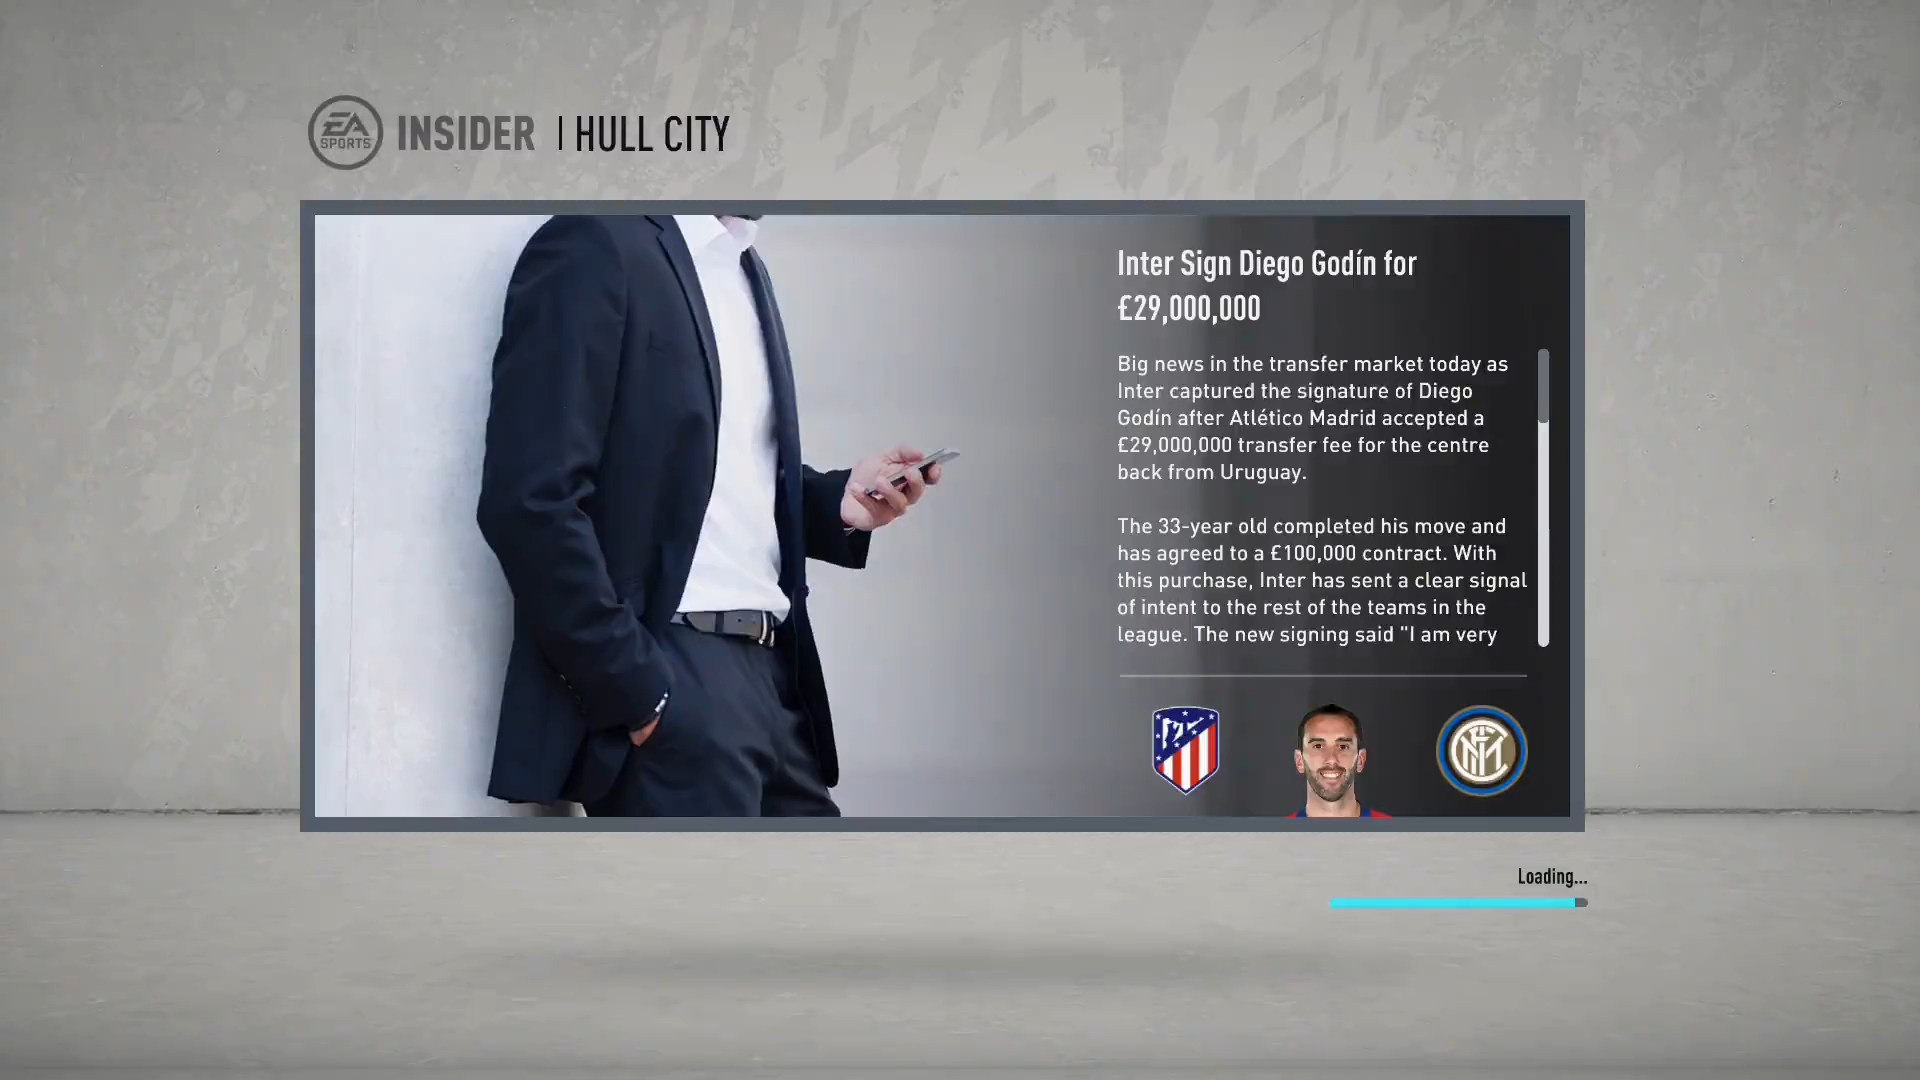 EA
SPORTS
INSIDER | HULL CITY
Inter Sign Diego Godín for
£29,000,000
Big news in the transfer market today as
Inter captured the signature of Diego
Godín after Atlético Madrid accepted a
£29,000,000 transfer fee for the centre
back from Uruguay.
The 33-year old completed his move and
has agreed to a £100,000 contract. With
this purchase, Inter has sent a clear signal
of intent to the rest of the teams in the
league. The new signing said "I am very
Loading...